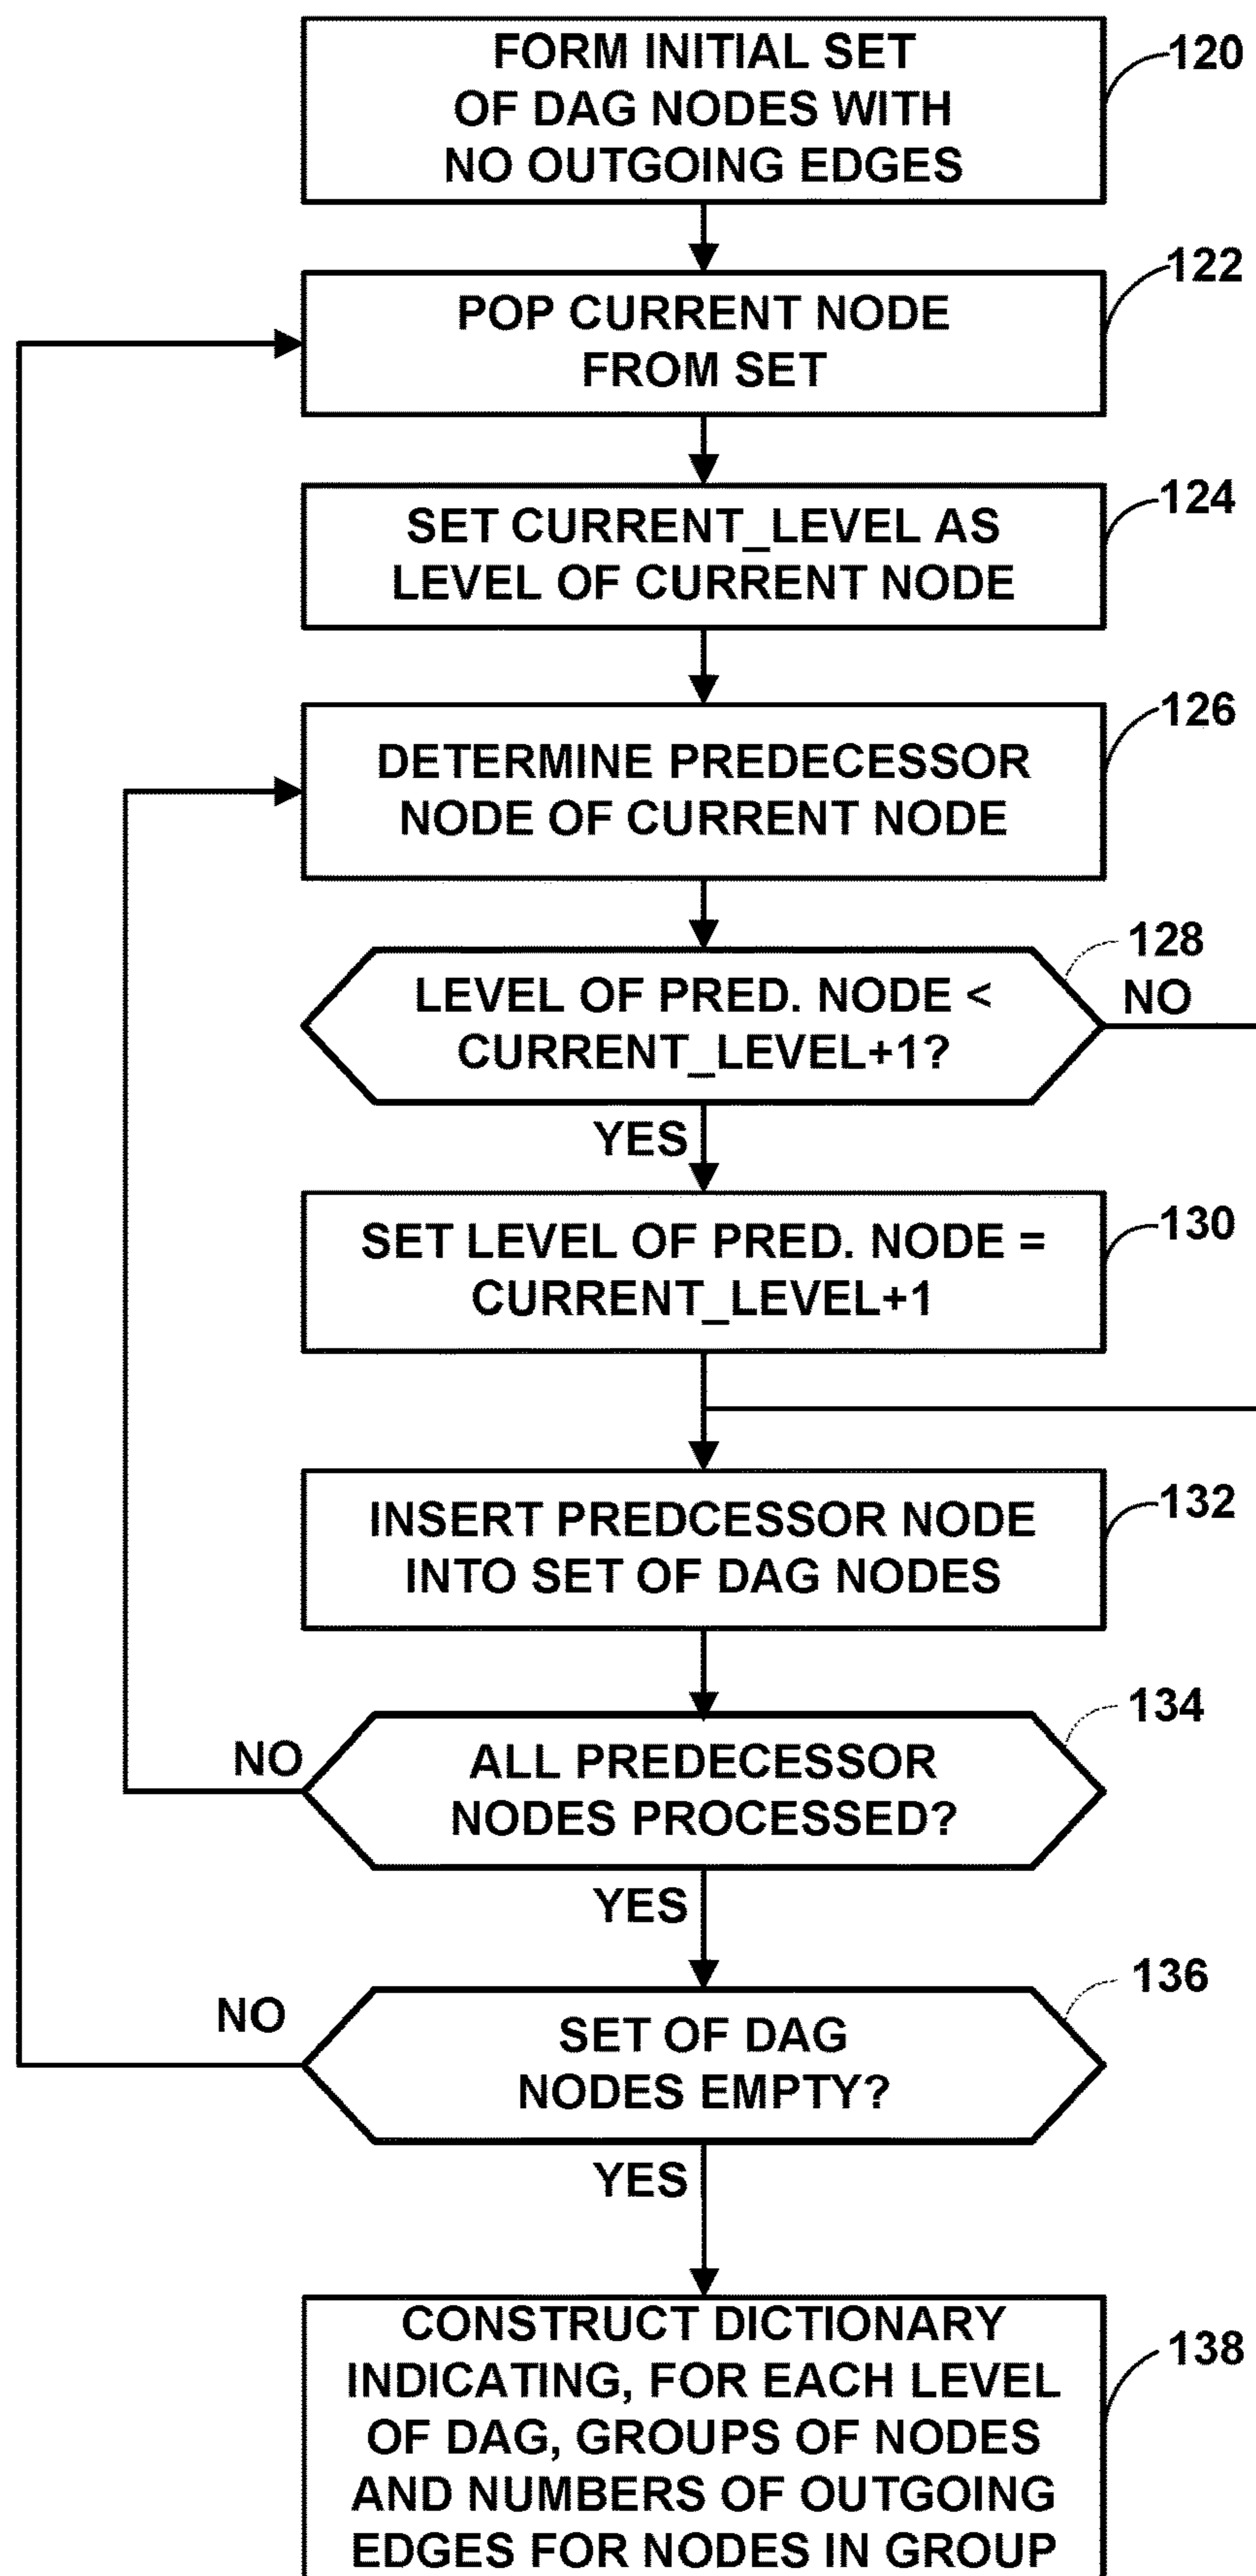 FORM INITIAL SET
OF DAG NODES WITH
NO OUTGOING EDGES
120
POP CURRENT NODE
FROM SET
122
SET CURRENT_LEVEL AS
LEVEL OF CURRENT NODE
124
DETERMINE PREDECESSOR
NODE OF CURRENT NODE
126
LEVEL OF PRED. NODE <
CURRENT_LEVEL+1?
128
NO
YES
SET LEVEL OF PRED. NODE =
CURRENT_LEVEL+1
130
INSERT PREDCESSOR NODE
INTO SET OF DAG NODES
132
ALL PREDECESSOR
NODES PROCESSED?
134
NO
YES
SET OF DAG
NODES EMPTY?
136
NO
YES
CONSTRUCT DICTIONARY
INDICATING, FOR EACH LEVEL
OF DAG, GROUPS OF NODES
AND NUMBERS OF OUTGOING
EDGES FOR NODES IN GROUP
138